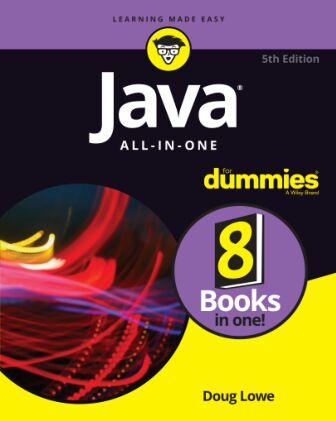 LEARNING MADE EASY
5th Edition
Java®
ALL-IN-ONE
for
dummies®
A Wiley Brand
8
Books
in one!
Doug Lowe